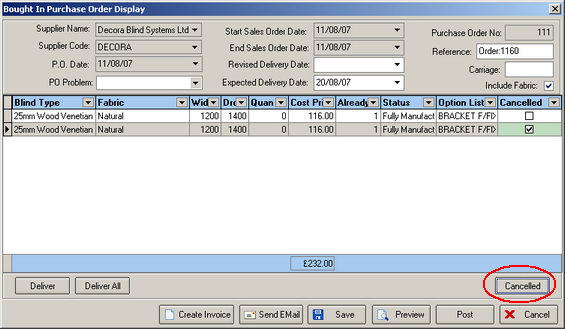 Bought In Purchase Order Display
Supplier Name: Decora Blind Systems Ltd Start Sales Order Date: 11/08/07 Purchase Order No: 111
Supplier Code: DECORA End Sales Order Date: 11/08/07 Reference: Order:1160
P.O. Date: 11/08/07 Revised Delivery Date: Carriage:
PO Problem: Expected Delivery Date: 20/08/07 Include Fabric:
Blind Type Fabric Wid Dro Quan Cost Pri Already Status Option List Cancelled
25mm Wood Venetian Natural 1200 1400 0 116.00 1 Fully Manufact BRACKET F/FIX
25mm Wood Venetian Natural 1200 1400 0 116.00 1 Fully Manufact BRACKET F/FIX
£232.00
Deliver Deliver All Cancelled
Create Invoice Send EMail Save Preview Post Cancel